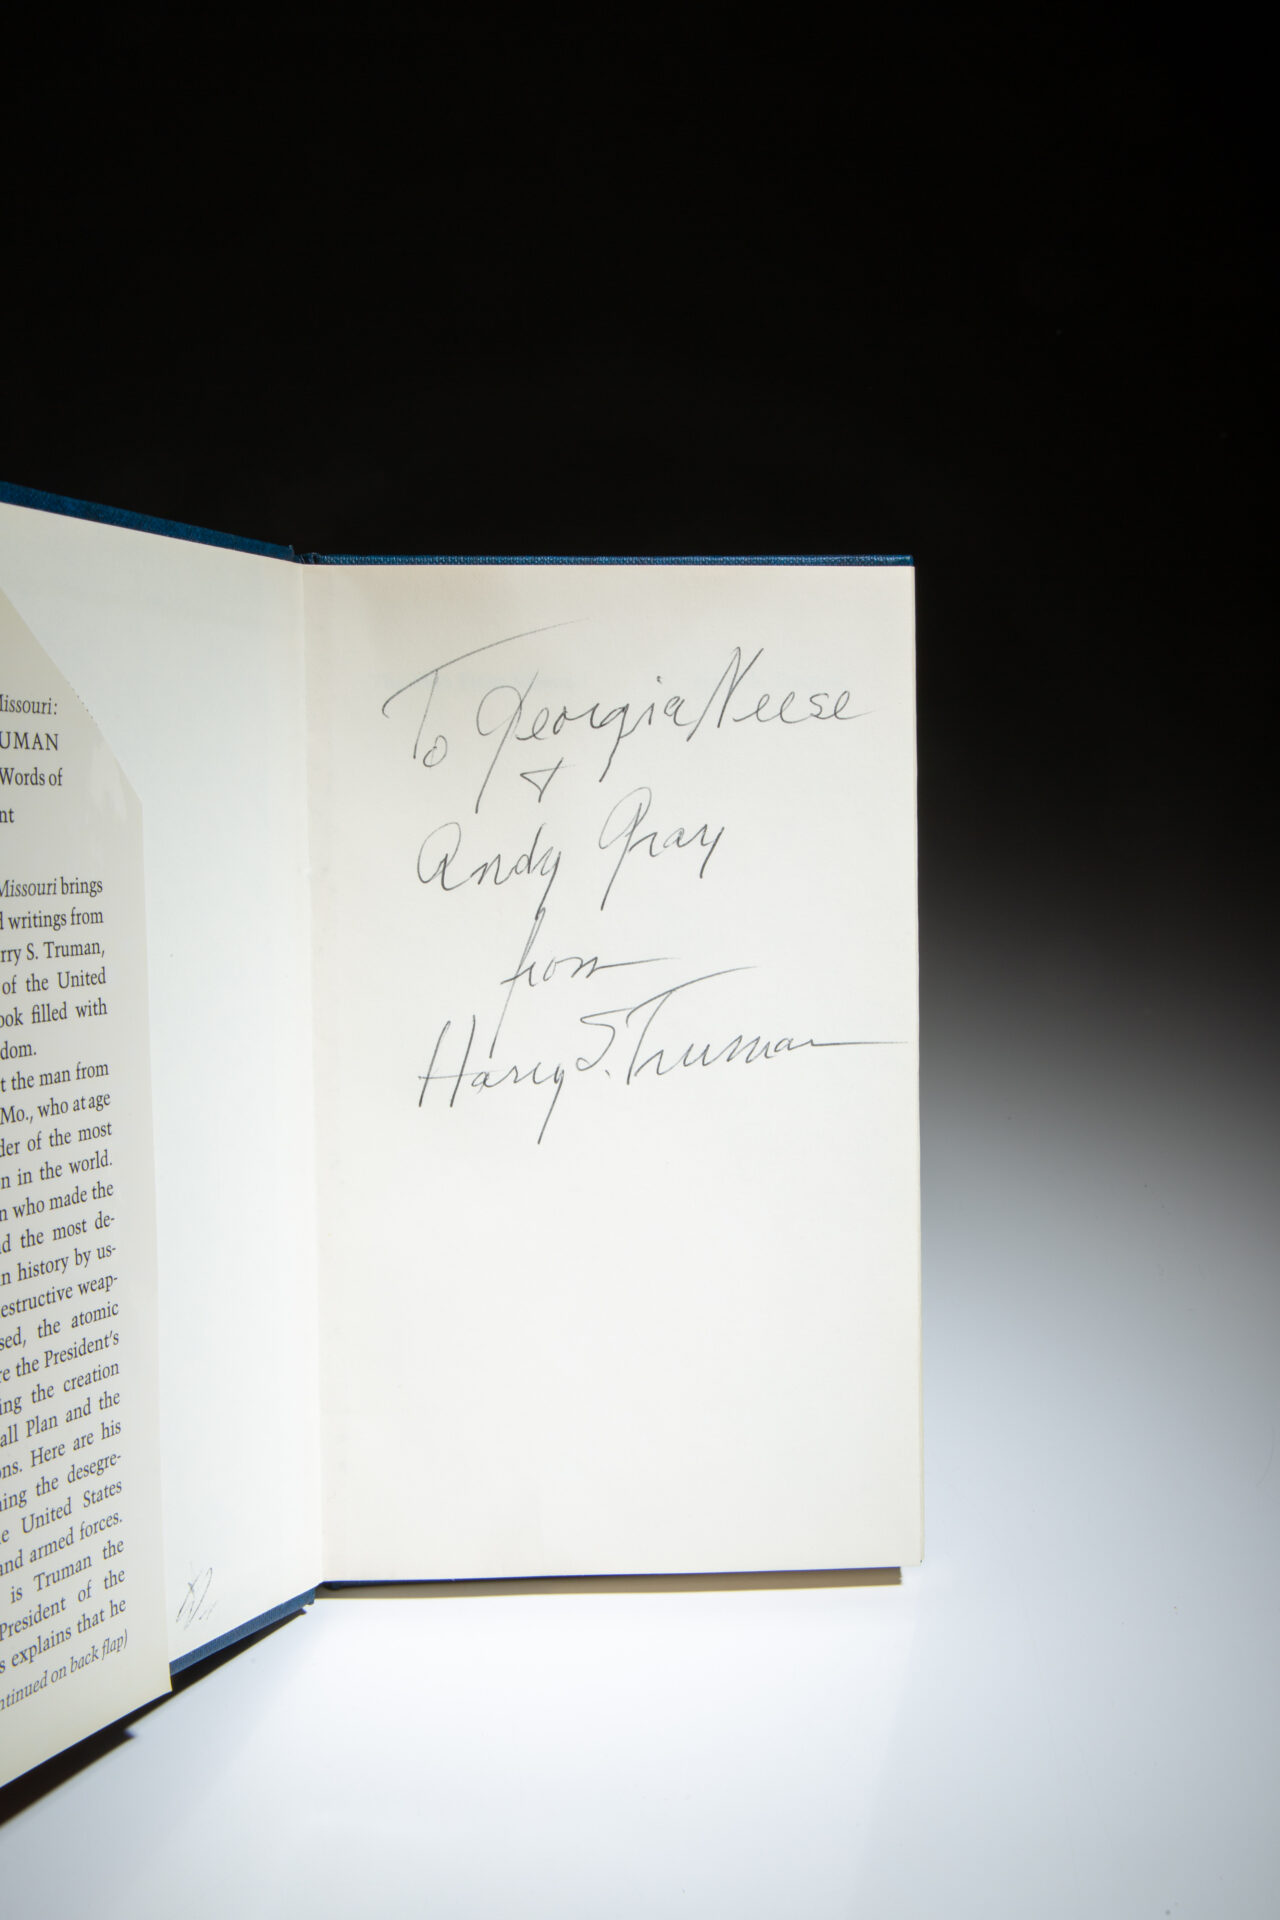 issouri:
UMAN
Words of
nt
Missouri brings
d writings from
rry S. Truman,
of the United
ook filled with
dom.
t the man from
Mo., who at age
der of the most
n in the world.
n who made the
d the most de-
n history by us-
estructive weap-
sed, the atomic
re the President's
ing the creation
all Plan and the
ons. Here are his
ning the desegre-
e United States
and armed forces.
is Truman the
President of the
s explains that he
ntinued on back flap)
To Georgia Neese
+
Andy Gray
from
Harry S. Truman